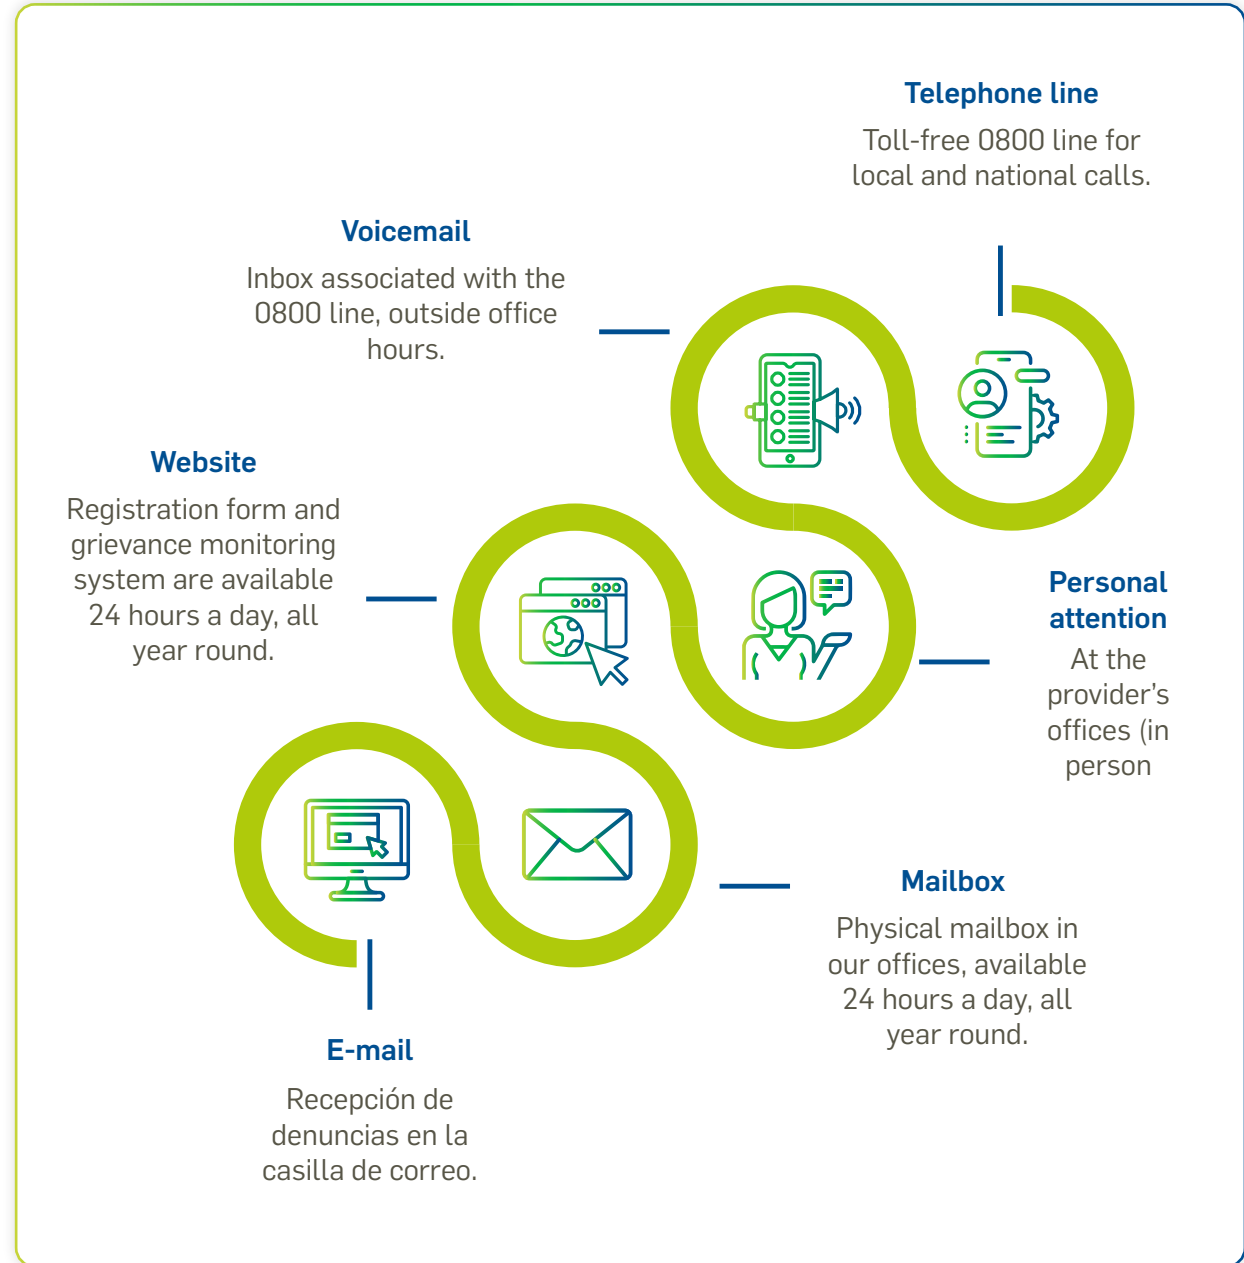 Telephone line
Toll-free 0800 line for
local and national calls.
Voicemail
Inbox associated with the
0800 line, outside office
hours.
Website
Registration form and
grievance monitoring
system are available
24 hours a day, all
year round.
Personal
attention
At the
provider's
offices (in
person
Mailbox
Physical mailbox in
our offices, available
24 hours a day, all
year round.
E-mail
Recepción de
denuncias en la
casilla de correo.